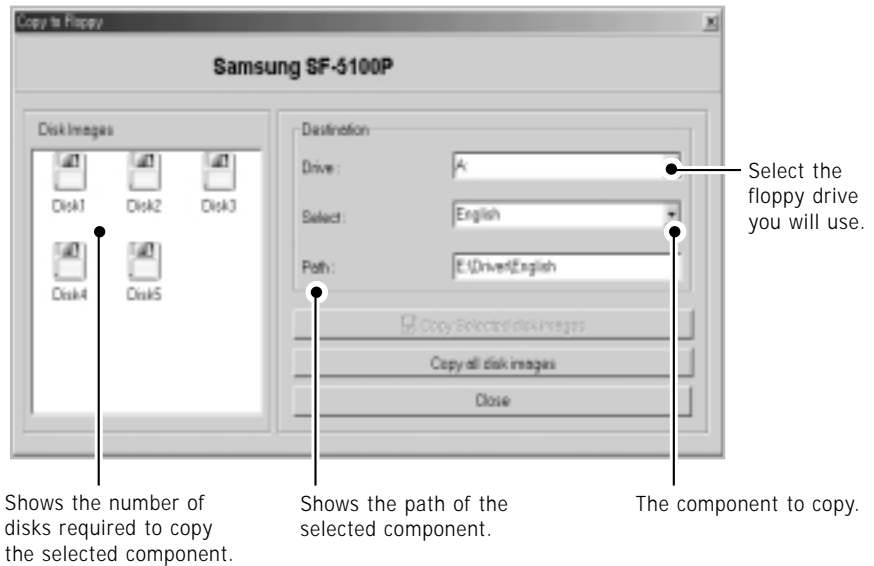 Copy to Floppy
Samsung SF-5100P
Disk Images
Disk1 Disk2 Disk3
Disk4 Disk5
Destination
Drive : A:
Select : English
Path : E:\Driver\English
Copy Selected disk images
Copy all disk images
Close
Select the
floppy drive
you will use.
Shows the number of
disks required to copy
the selected component.
Shows the path of the
selected component.
The component to copy.